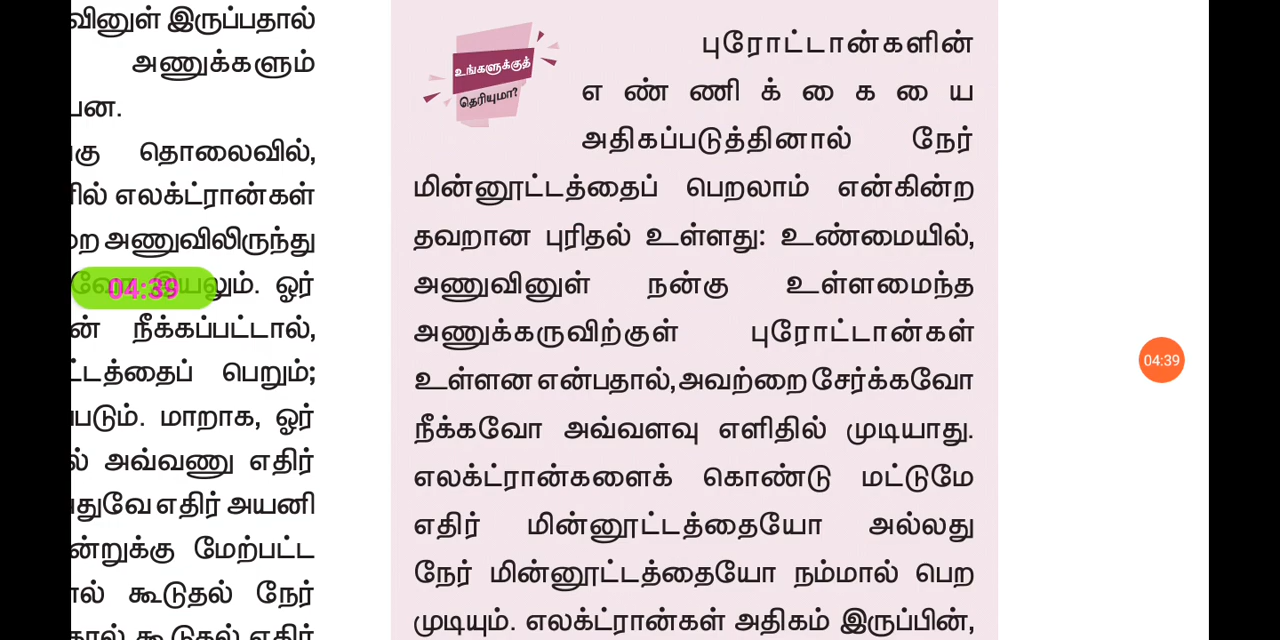 வினுள் இருப்பதால்
அணுக்களும்
பன.
கு தொலைவில்,
ில் எலக்ட்ரான்கள்
ற அணுவிலிருந்து
வோ இயலும். ஓர்
04:39
ன் நீக்கப்பட்டால்,
ட்டத்தைப் பெறும்;
படும். மாறாக, ஓர்
ல் அவ்வணு எதிர்
துவே எதிர் அயனி
ன்றுக்கு மேற்பட்ட
ால் கூடுதல் நேர்
தால் கூடுதல் எதிர்
உங்களுக்குத்
தெரியுமா?
புரோட்டான்களின்
எ ண் ணி க் கை கை யை
அதிகப்படுத்தினால் நேர்
மின்னூட்டத்தைப் பெறலாம் என்கின்ற
தவறான புரிதல் உள்ளது: உண்மையில்,
அணுவினுள் நன்கு உள்ளமைந்த
அணுக்கருவிற்குள் புரோட்டான்கள்
உள்ளன என்பதால், அவற்றை சேர்க்கவோ
நீக்கவோ அவ்வளவு எளிதில் முடியாது.
எலக்ட்ரான்களைக் கொண்டு மட்டுமே
எதிர் மின்னூட்டத்தையோ அல்லது
நேர் மின்னூட்டத்தையோ நம்மால் பெற
முடியும். எலக்ட்ரான்கள் அதிகம் இருப்பின்,
04:39